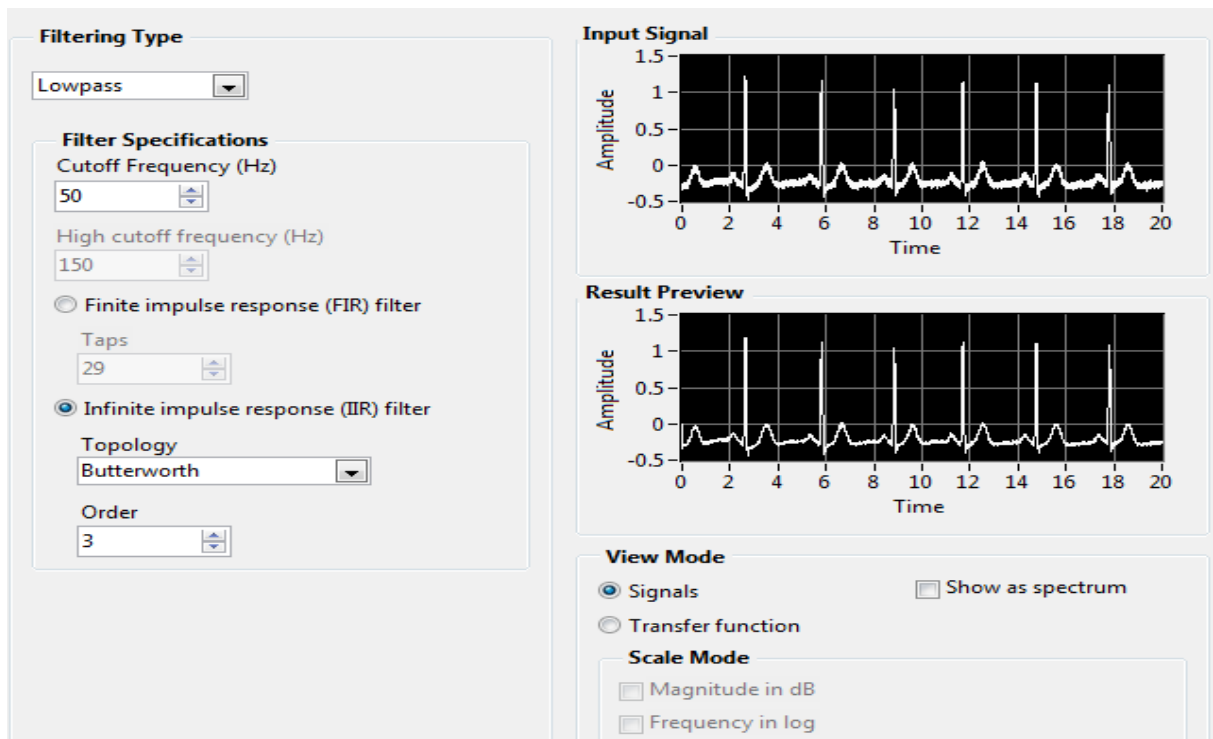 Filtering Type
Lowpass
Filter Specifications
Cutoff Frequency (Hz)
50
High cutoff frequency (Hz)
150
Finite impulse response (FIR) filter
Taps
29
Infinite impulse response (IIR) filter
Topology
Butterworth
Order
3
Input Signal
1.5
1
0.5
0
-0.5
Amplitude
0 2 4 6 8 10 12 14 16 18 20
Time
Result Preview
1.5
1
0.5
0
-0.5
Amplitude
0 2 4 6 8 10 12 14 16 18 20
Time
View Mode
Signals
Show as spectrum
Transfer function
Scale Mode
Magnitude in dB
Frequency in log